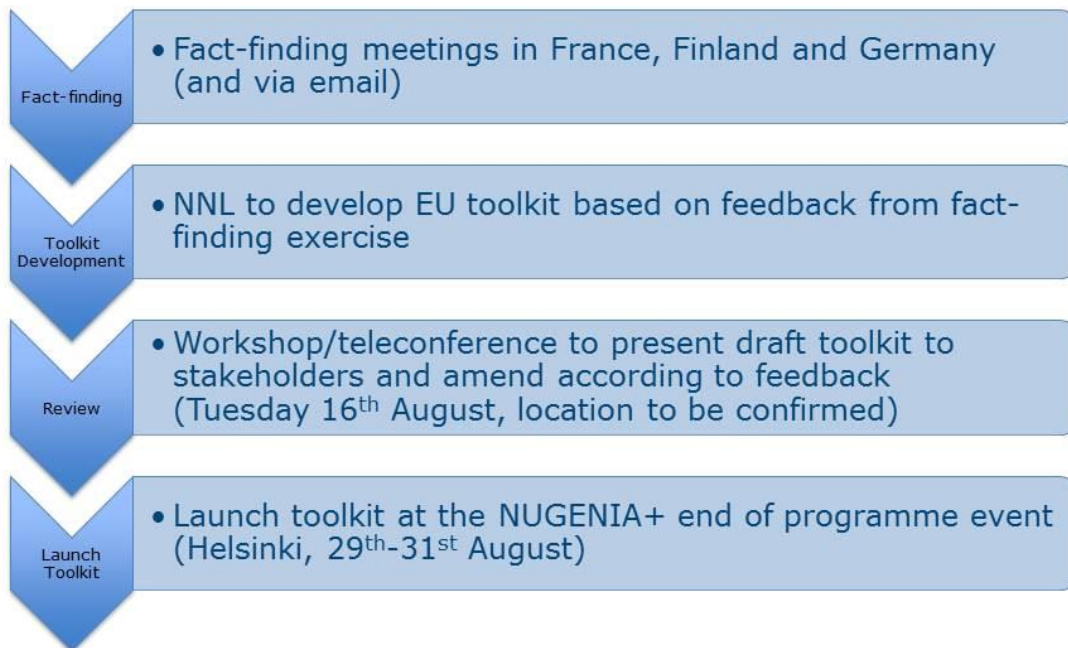 Fact-finding
• Fact-finding meetings in France, Finland and Germany
(and via email)
Toolkit
Development
• NNL to develop EU toolkit based on feedback from fact-
finding exercise
Review
• Workshop/teleconference to present draft toolkit to
stakeholders and amend according to feedback
(Tuesday 16th August, location to be confirmed)
Launch
Toolkit
• Launch toolkit at the NUGENIA+ end of programme event
(Helsinki, 29th-31st August)